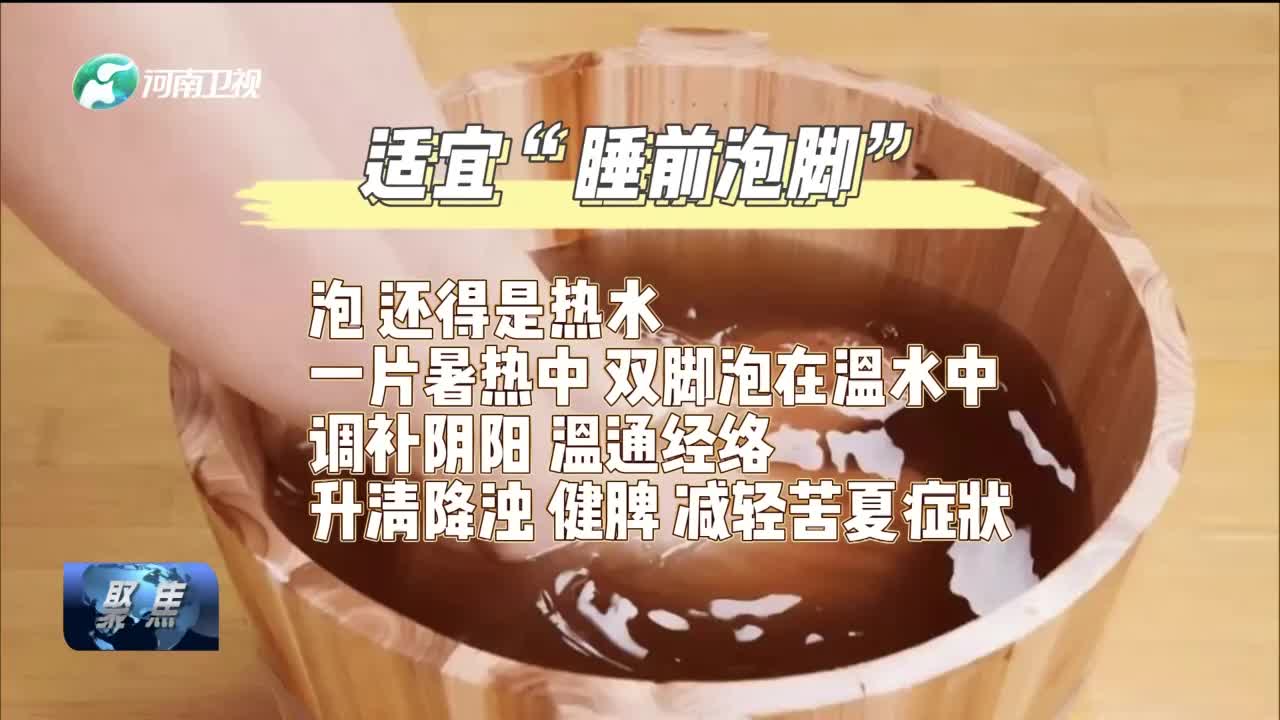 河南卫视
适宜“睡前泡脚”
泡 还得是热水
一片暑热中 双脚泡在温水中
调补阴阳 温通经络
升清降浊 健脾 减轻苦夏症状
聚焦